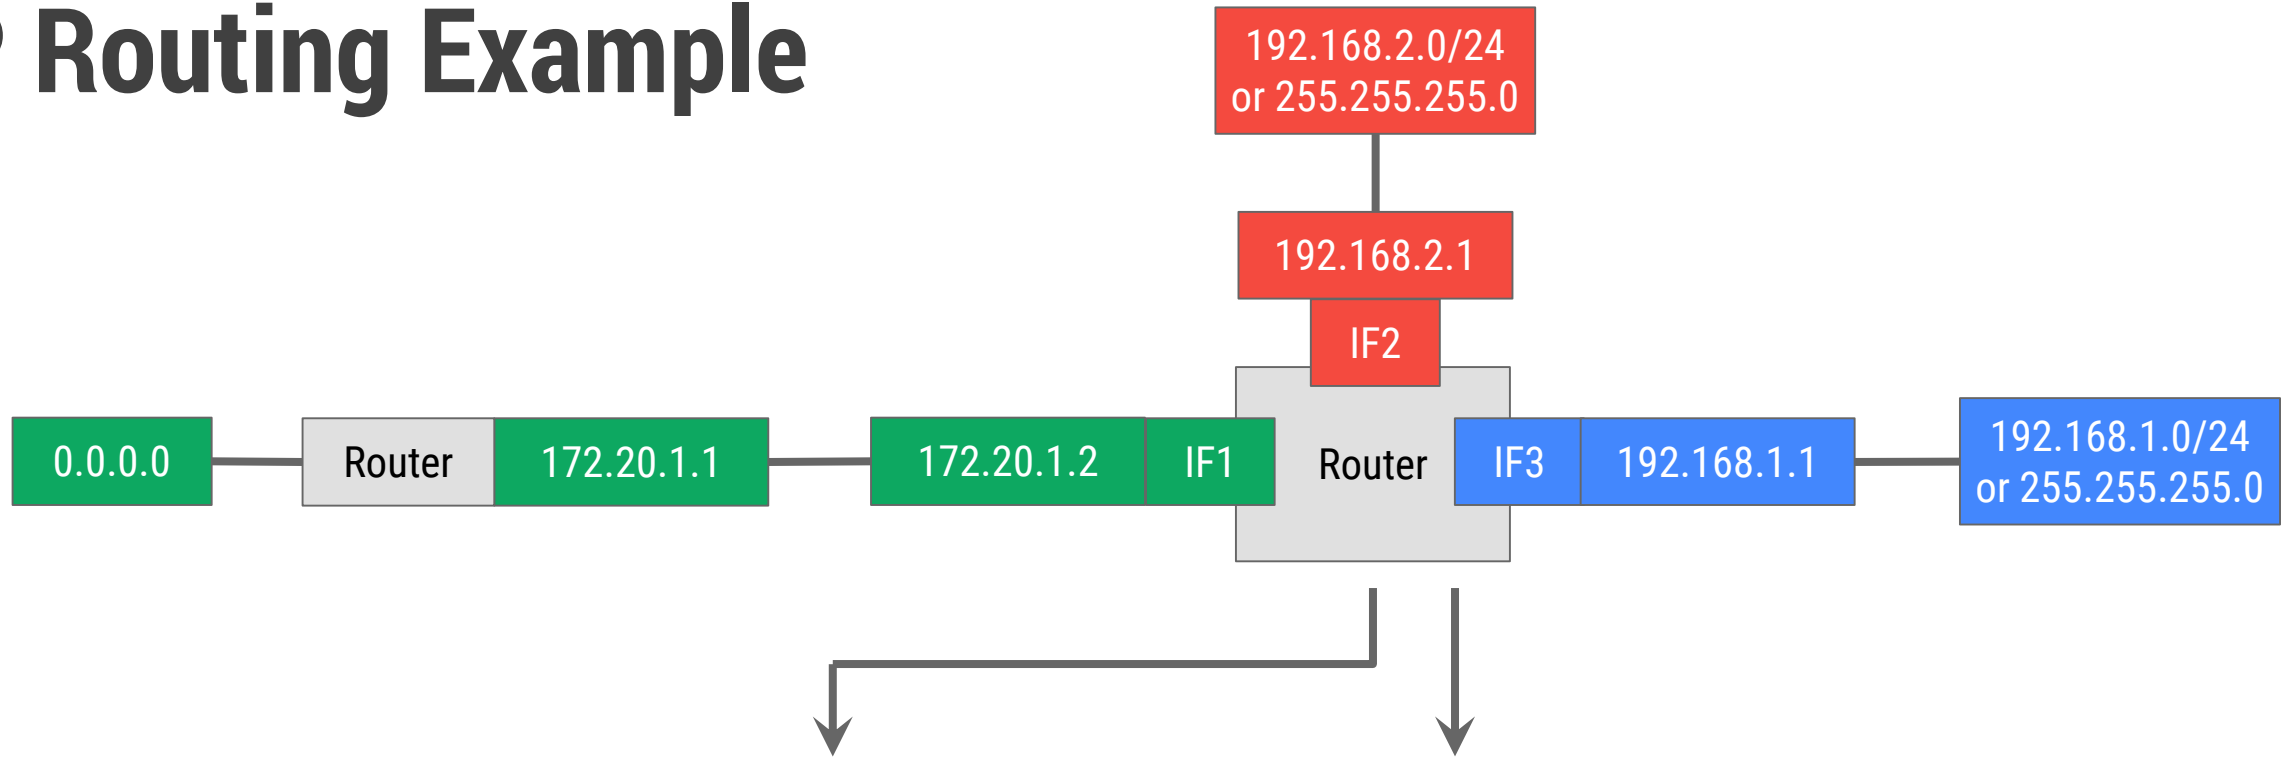 Routing Example
192.168.2.0/24
or 255.255.255.0
192.168.2.1
IF2
0.0.0.0
Router
172.20.1.1
172.20.1.2
IF1
Router
IF3
192.168.1.1
192.168.1.0/24
or 255.255.255.0